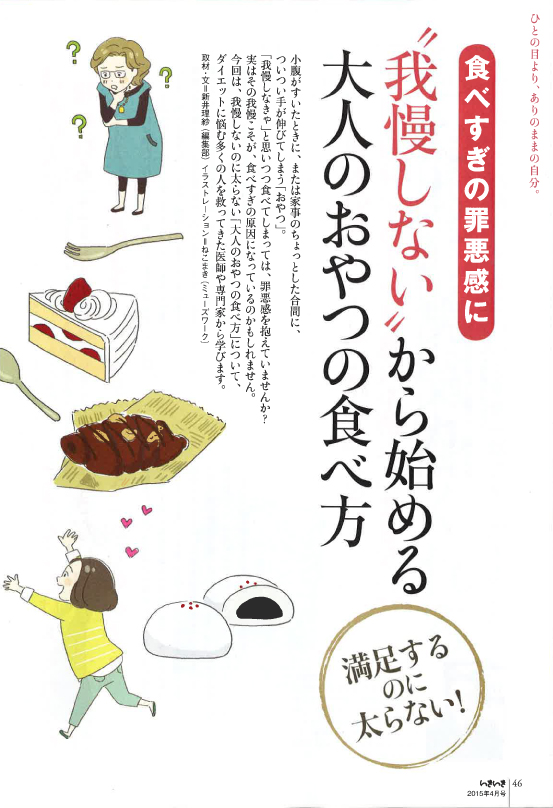 ひとの目より、ありのままの自分。
食べすぎの罪悪感に
〝我慢しない〟から始める
大人のおやつの食べ方
小腹がすいたときに、または家事のちょっとした合間に、
ついつい手が伸びてしまう「おやつ」。
「我慢しなきゃ」と思いつつ食べてしまっては、罪悪感を抱えていませんか?
実はその我慢こそが、食べすぎの原因になっているのかもしれません。
今回は、我慢しないのに太らない「大人のおやつの食べ方」について、
ダイエットに悩む多くの人を救ってきた医師や専門家から学びます。
取材・文=新井理紗(編集部) イラストレーション=ねこまき(ミューズワーク)
?
?
?
満足する
のに
太らない!
いきいき
2015年4月号
46